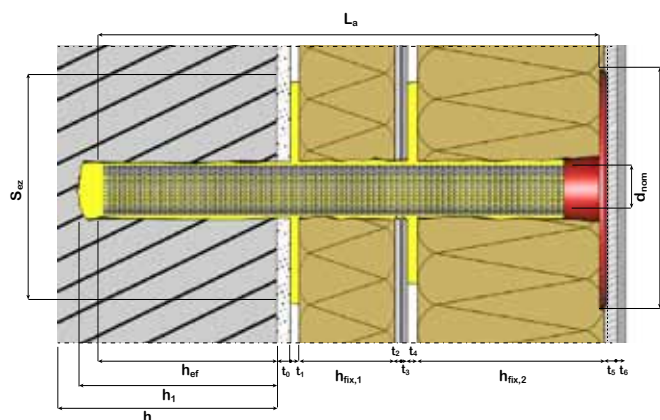 Lₐ
Sez
dnom
hef
t₀
t₁
hfix,1
t₂
t₃
t₄
hfix,2
t₅
t₆
h₁
h